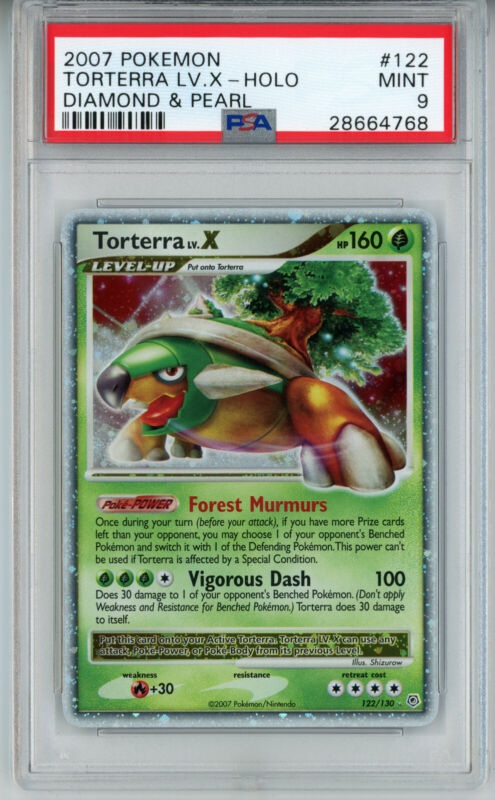 2007 POKEMON #122
TORTERRA LV.X – HOLO MINT
DIAMOND & PEARL 9
PSA 28664768
Torterra LV.X HP 160
LEVEL-UP Put onto Torterra
Poké-POWER Forest Murmurs
Once during your turn (before your attack), if you have more Prize cards
left than your opponent, you may choose 1 of your opponent's Benched
Pokémon and switch it with 1 of the Defending Pokémon. This power can't
be used if Torterra is affected by a Special Condition.
Vigorous Dash 100
Does 30 damage to 1 of your opponent's Benched Pokémon. (Don't apply
Weakness and Resistance for Benched Pokémon.) Torterra does 30 damage
to itself.
Put this card onto your Active Torterra. Torterra LV. X can use any
attack, Poké-Power, or Poké-Body from its previous Level.
Illus. Shizurow
weakness resistance retreat cost
+30
©2007 Pokémon/Nintendo 122/130